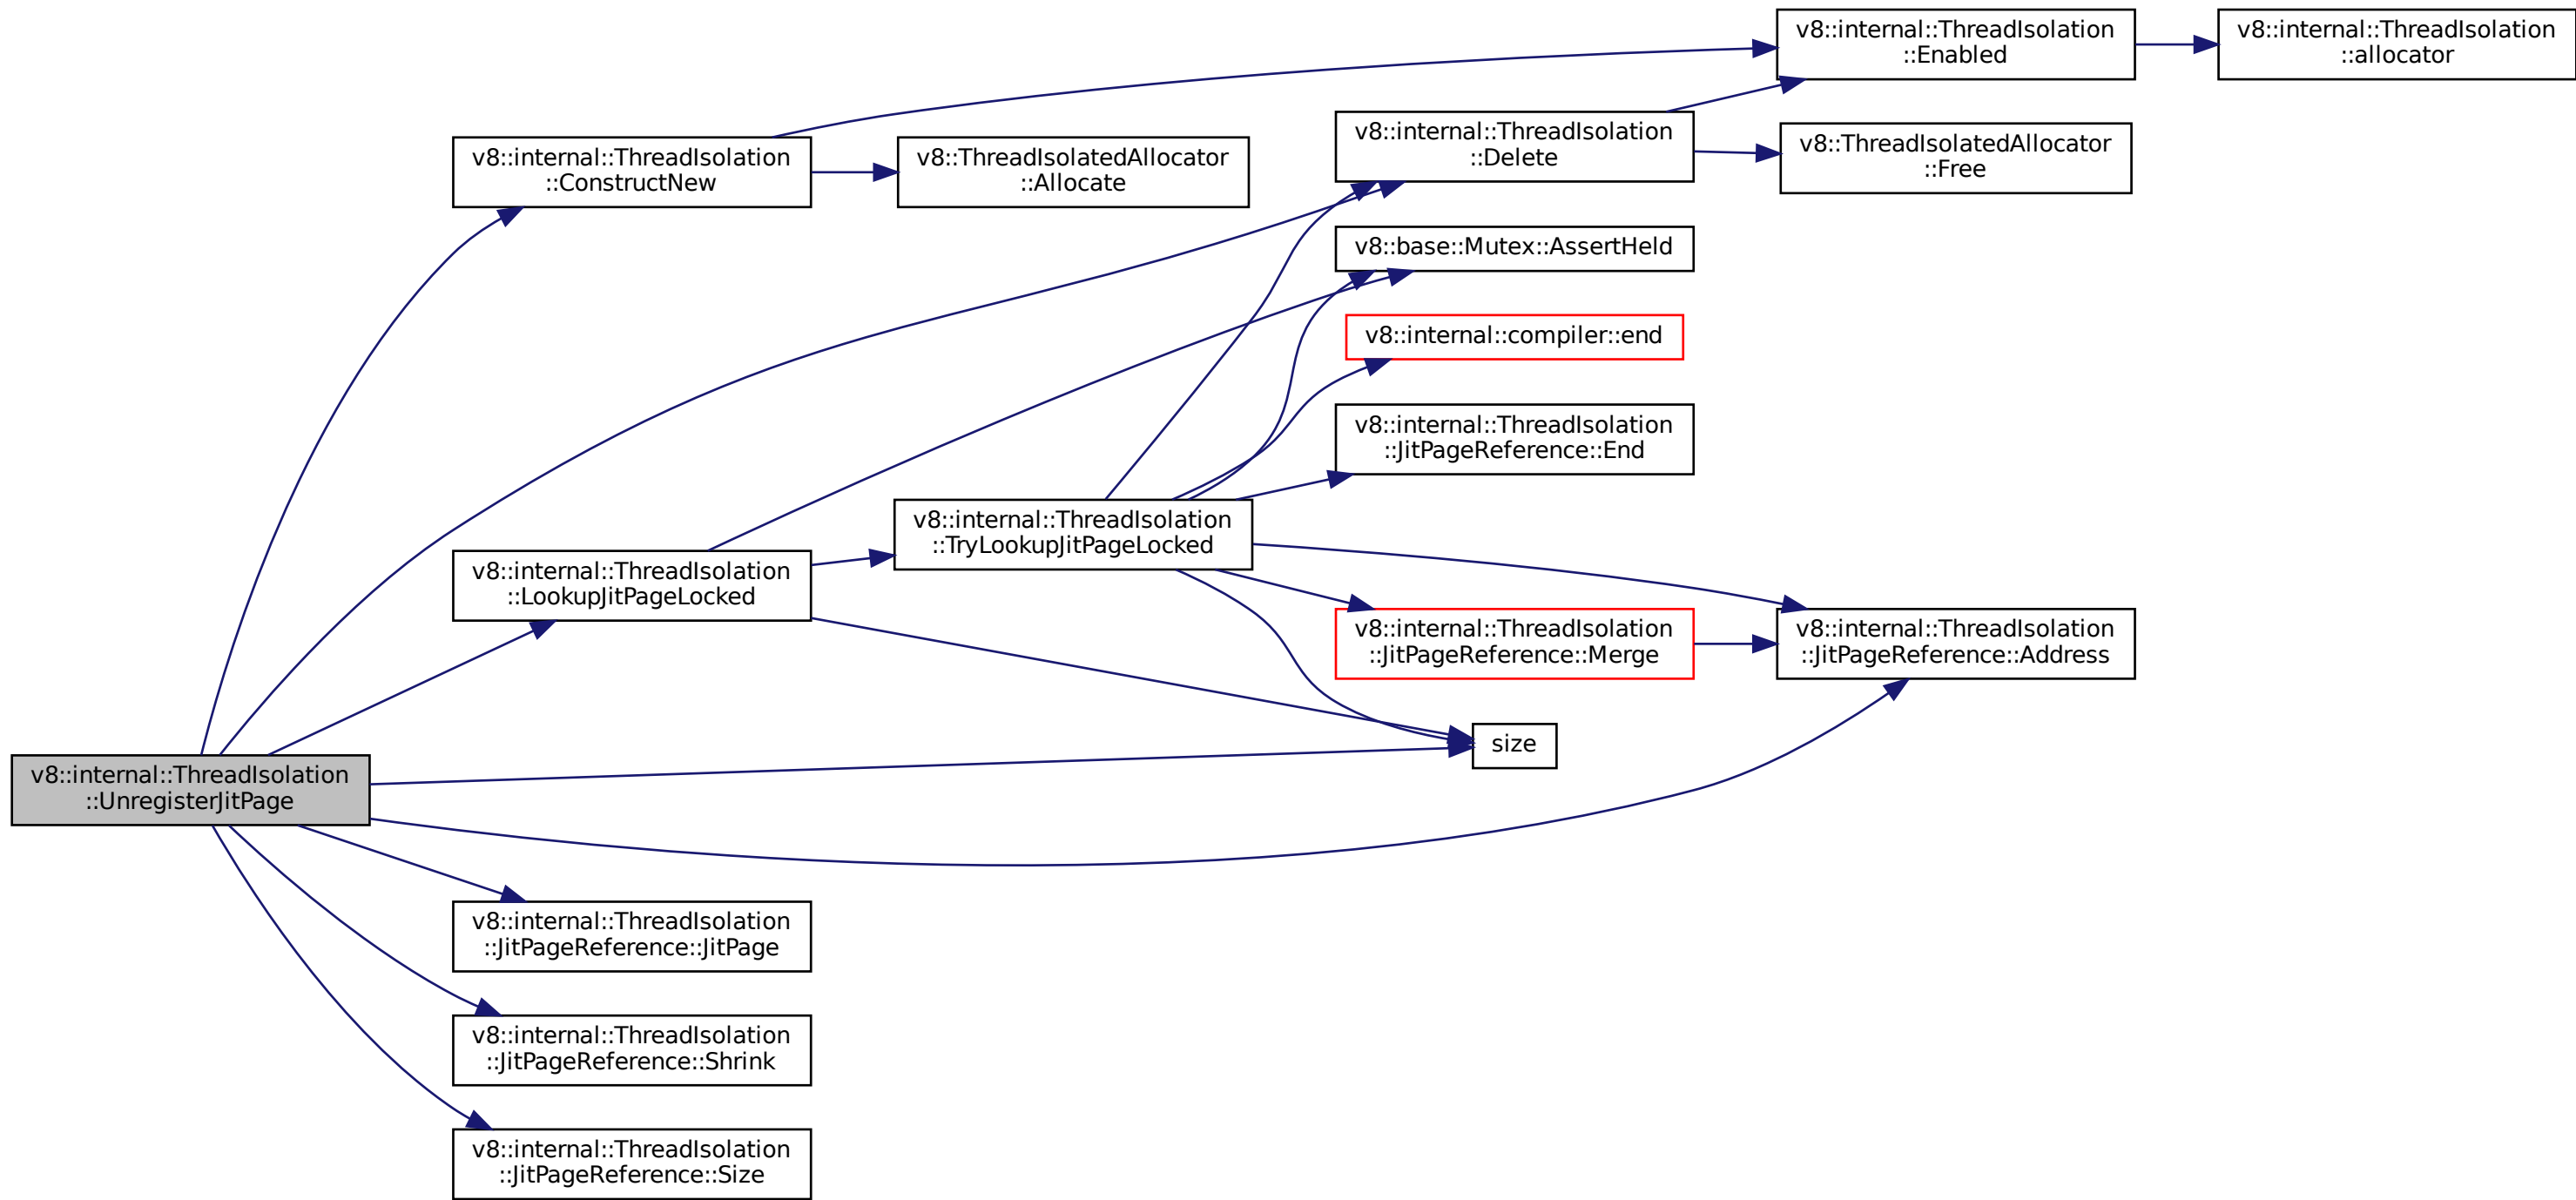 v8::internal::ThreadIsolation
::Enabled
v8::internal::ThreadIsolation
::allocator
v8::internal::ThreadIsolation
::ConstructNew
v8::ThreadIsolatedAllocator
::Allocate
v8::internal::ThreadIsolation
::Delete
v8::ThreadIsolatedAllocator
::Free
v8::base::Mutex::AssertHeld
v8::internal::compiler::end
v8::internal::ThreadIsolation
::JitPageReference::End
v8::internal::ThreadIsolation
::TryLookupJitPageLocked
v8::internal::ThreadIsolation
::LookupJitPageLocked
v8::internal::ThreadIsolation
::JitPageReference::Merge
v8::internal::ThreadIsolation
::JitPageReference::Address
size
v8::internal::ThreadIsolation
::UnregisterJitPage
v8::internal::ThreadIsolation
::JitPageReference::JitPage
v8::internal::ThreadIsolation
::JitPageReference::Shrink
v8::internal::ThreadIsolation
::JitPageReference::Size